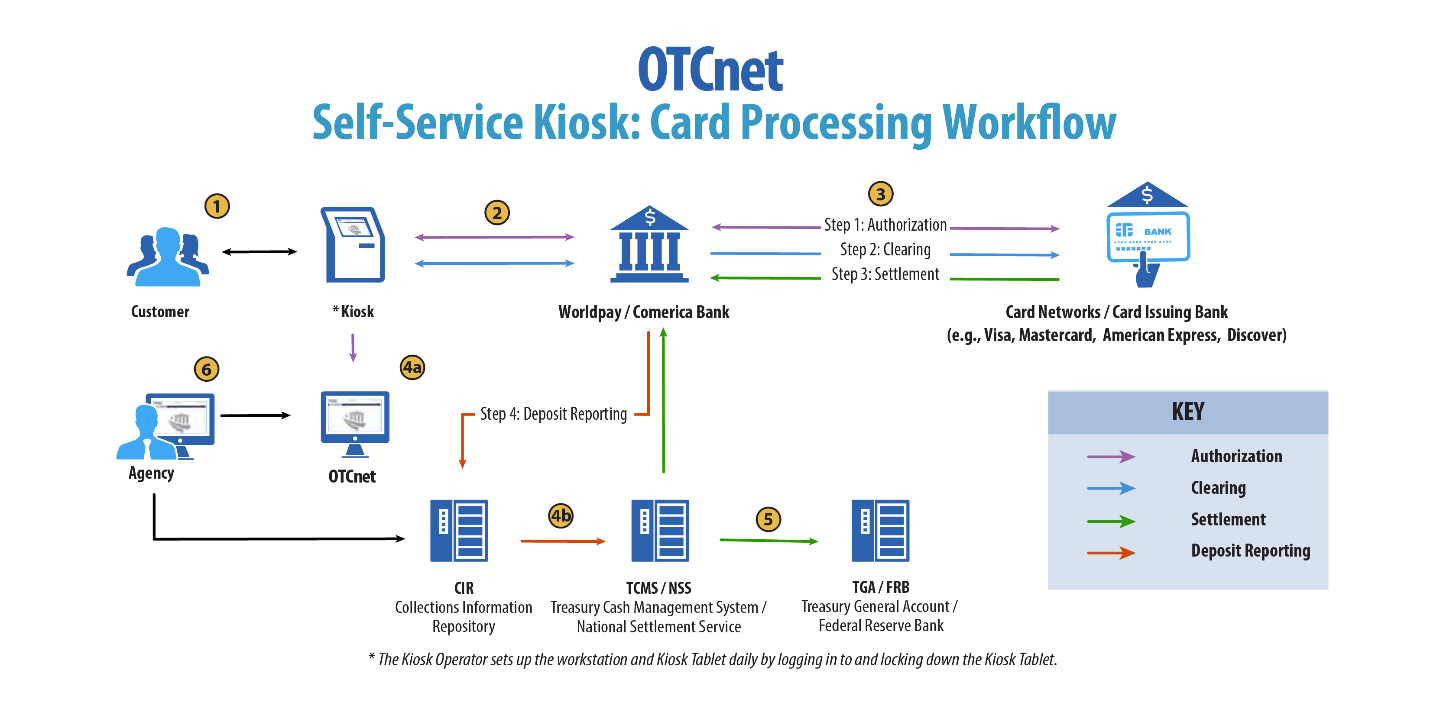 OTCnet
Self-Service Kiosk: Card Processing Workflow
1
2
3
Step 1: Authorization
Step 2: Clearing
Step 3: Settlement
$
$
BANK
Customer
* Kiosk
Worldpay / Comerica Bank
Card Networks / Card Issuing Bank
(e.g., Visa, Mastercard, American Express, Discover)
6
4a
Step 4: Deposit Reporting
Agency
OTCnet
KEY
Authorization
Clearing
Settlement
Deposit Reporting
4b
5
CIR
Collections Information
Repository
TCMS / NSS
Treasury Cash Management System /
National Settlement Service
TGA / FRB
Treasury General Account /
Federal Reserve Bank
* The Kiosk Operator sets up the workstation and Kiosk Tablet daily by logging in to and locking down the Kiosk Tablet.